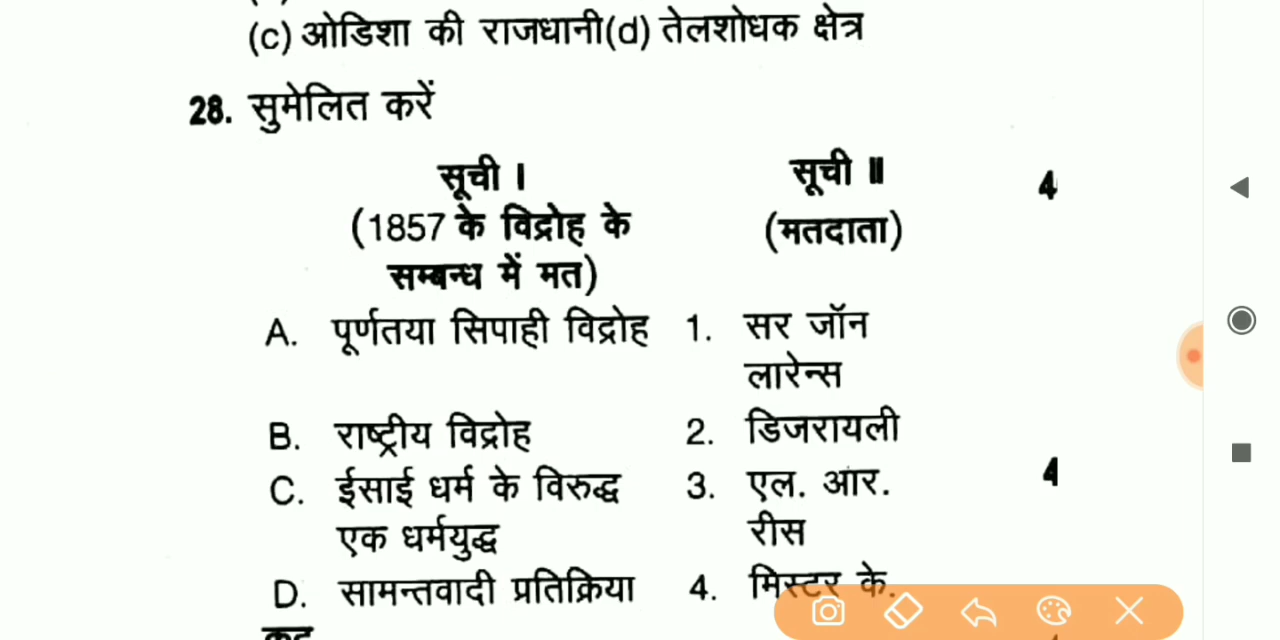 (c) ओडिशा की राजधानी(d) तेलशोधक क्षेत्र
28. सुमेलित करें
सूची I सूची II 4
(1857 के विद्रोह के (मतदाता)
सम्बन्ध में मत)
A. पूर्णतया सिपाही विद्रोह 1. सर जॉन
लारेन्स
B. राष्ट्रीय विद्रोह 2. डिजरायली
C. ईसाई धर्म के विरुद्ध 3. एल. आर. 4
एक धर्मयुद्ध रीस
D. सामन्तवादी प्रतिक्रिया 4. मिस्टर के.